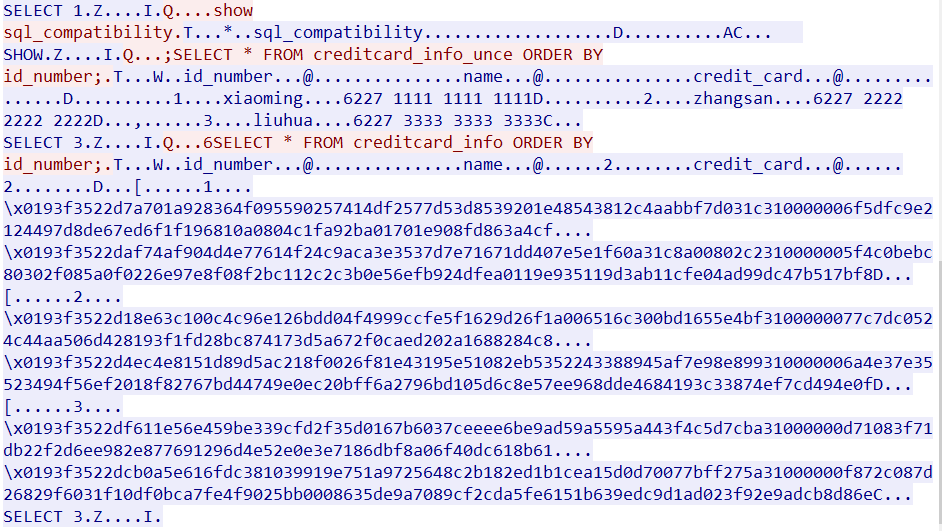 SELECT 1.Z....I.Q....show
sql_compatibility.T...*..sql_compatibility...................D..........AC...
SHOW.Z....I.Q...;SELECT * FROM creditcard_info_unce ORDER BY
id_number;.T...W..id_number...@...............name...@...............credit_card...@.........
......D..........1....xiaoming....6227 1111 1111 1111D..........2....zhangsan....6227 2222
2222 2222D...,......3....liuhua....6227 3333 3333 3333C...
SELECT 3.Z....I.Q...6SELECT * FROM creditcard_info ORDER BY
id_number;.T...W..id_number...@...............name...@......2........credit_card...@......
2........D...[......1....
\x0193f3522d7a701a928364f095590257414df2577d53d8539201e48543812c4aabbf7d031c310000006f5dfc9e2
124497d8de67ed6f1f196810a0804c1fa92ba01701e908fd863a4cf....
\x0193f3522daf74af904d4e77614f24c9aca3e3537d7e71671dd407e5e1f60a31c8a00802c2310000005f4c0bebc
80302f085a0f0226e97e8f08f2bc112c2c3b0e56efb924dfea0119e935119d3ab11cfe04ad99dc47b517bf8D...
[......2....
\x0193f3522d18e63c100c4c96e126bdd04f4999ccfe5f1629d26f1a006516c300bd1655e4bf3100000077c7dc052
4c44aa506d428193f1fd28bc874173d5a672f0caed202a1688284c8....
\x0193f3522d4ec4e8151d89d5ac218f0026f81e43195e51082eb5352243388945af7e98e899310000006a4e37e35
523494f56ef2018f82767bd44749e0ec20bff6a2796bd105d6c8e57ee968dde4684193c33874ef7cd494e0fD...
[......3....
\x0193f3522df611e56e459be339cfd2f35d0167b6037ceeee6be9ad59a5595a443f4c5d7cba31000000d71083f71
db22f2d6ee982e877691296d4e52e0e3e7186dbf8a06f40dc618b61....
\x0193f3522dcb0a5e616fdc381039919e751a9725648c2b182ed1b1cea15d0d70077bff275a31000000f872c087d
26829f6031f10df0bca7fe4f9025bb0008635de9a7089cf2cda5fe6151b639edc9d1ad023f92e9adcb8d86eC...
SELECT 3.Z....I.